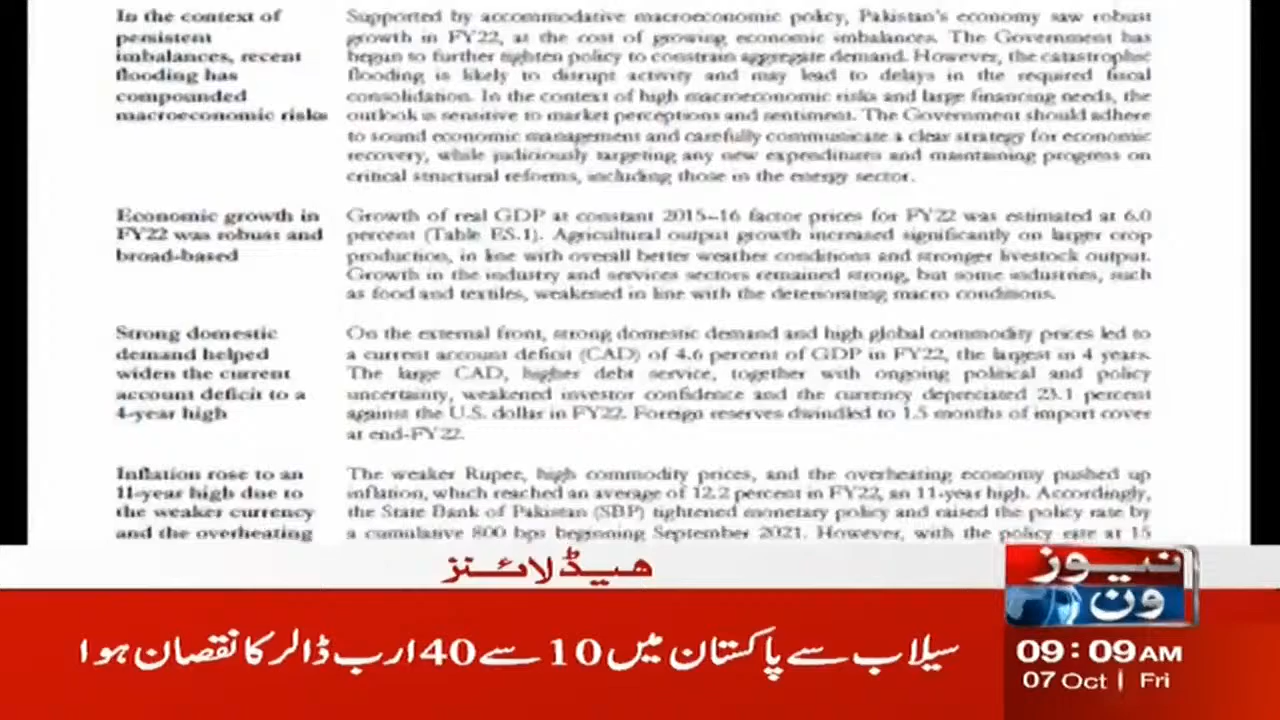 In the context of
persistent
imbalances, recent
flooding has
compounded
macroeconomic risks
Supported by accommodative macroeconomic policy, Pakistan's economy saw robust
growth in FY22, at the cost of growing economic imbalances. The Government has
begun to further tighten policy to constrain aggregate demand. However, the catastrophic
flooding is likely to disrupt activity and may lead to delays in the required fiscal
consolidation. In the context of high macroeconomic risks and large financing needs, the
outlook is sensitive to market perceptions and sentiment. The Government should adhere
to sound economic management and carefully communicate a clear strategy for economic
recovery, while judiciously targeting any new expenditures and maintaining progress on
critical structural reforms, including those in the energy sector.
Economic growth in
FY22 was robust and
broad-based
Growth of real GDP at constant 2015–16 factor prices for FY22 was estimated at 6.0
percent (Table ES.1). Agricultural output growth increased significantly on larger crop
production, in line with overall better weather conditions and stronger livestock output.
Growth in the industry and services sectors remained strong, but some industries, such
as food and textiles, weakened in line with the deteriorating macro conditions.
Strong domestic
demand helped
widen the current
account deficit to a
4-year high
On the external front, strong domestic demand and high global commodity prices led to
a current account deficit (CAD) of 4.6 percent of GDP in FY22, the largest in 4 years.
The large CAD, higher debt service, together with ongoing political and policy
uncertainty, weakened investor confidence and the currency depreciated 23.1 percent
against the U.S. dollar in FY22. Foreign reserves dwindled to 1.5 months of import cover
at end-FY22.
Inflation rose to an
11-year high due to
the weaker currency
and the overheating
The weaker Rupee, high commodity prices, and the overheating economy pushed up
inflation, which reached an average of 12.2 percent in FY22, an 11-year high. Accordingly,
the State Bank of Pakistan (SBP) tightened monetary policy and raised the policy rate by
a cumulative 800 bps beginning September 2021. However, with the policy rate at 15
ہیڈلائنز
نیوز
ون
سیلاب سے پاکستان میں 10 سے 40 ارب ڈالر کا نقصان ہوا
09:09AM
07 Oct | Fri